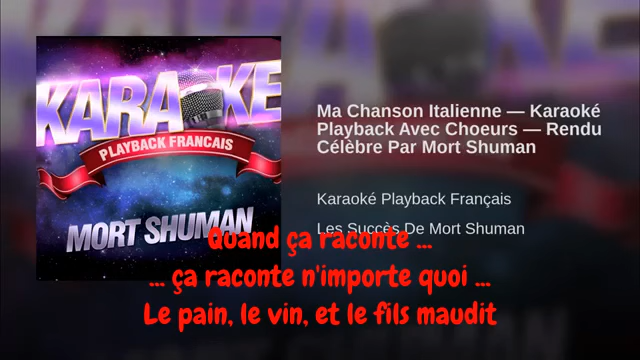 KARAOKE
PLAYBACK FRANCAIS
MORT SHUMAN
Ma Chanson Italienne — Karaoké
Playback Avec Choeurs — Rendu
Célèbre Par Mort Shuman
Karaoké Playback Français
Les Succès De Mort Shuman
Quand ça raconte ...
... ça raconte n'importe quoi ...
Le pain, le vin, et le fils maudit